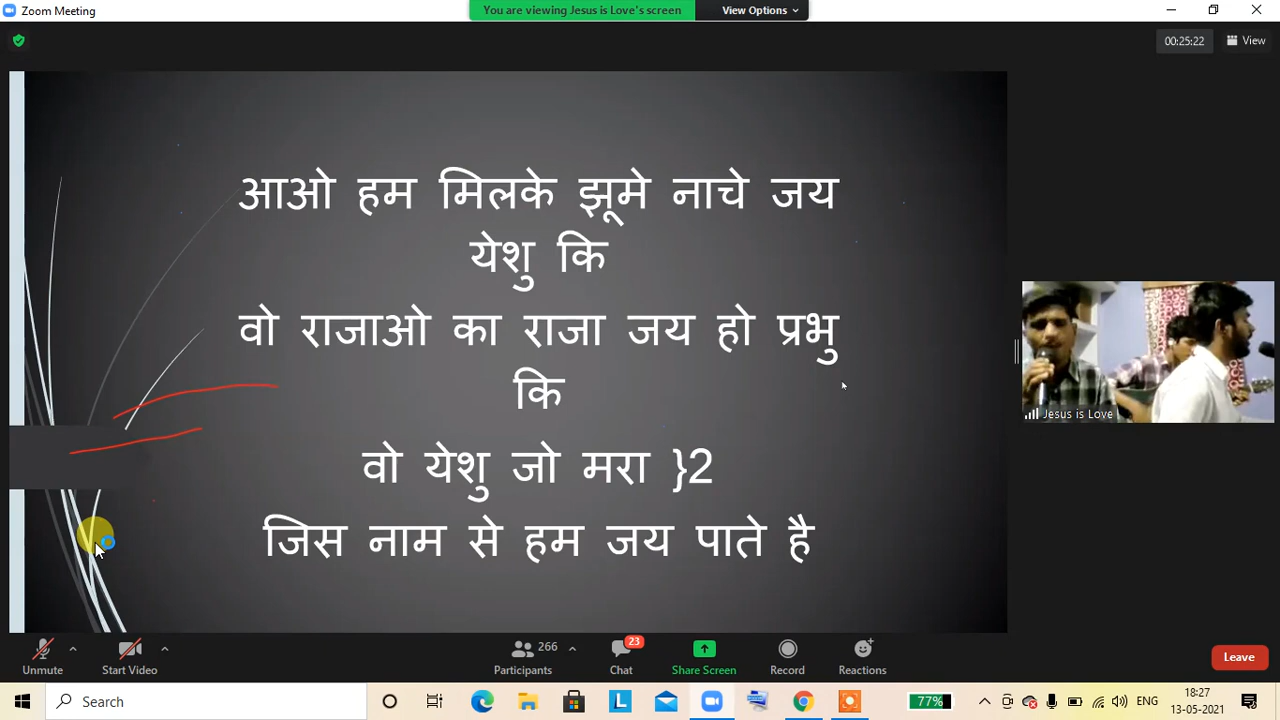 Zoom Meeting
You are viewing Jesus is Love's screen
View Options
00:25:22
View
आओ हम मिलके झूमे नाचे जय
येशु कि
वो राजाओ का राजा जय हो प्रभु
कि
वो येशु जो मरा }2
जिस नाम से हम जय पाते है
Jesus is Love
Unmute
Start Video
266
Participants
23
Chat
Share Screen
Record
Reactions
Leave
Search
L
77%
ENG
18:27
13-05-2021